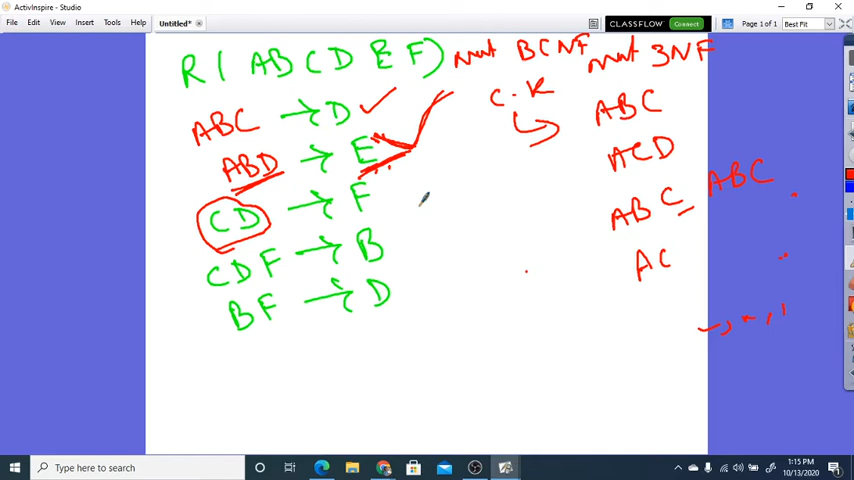 ActivInspire - Studio
File Edit View Insert Tools Help Untitled* CLASSFLOW Connect Page 1 of 1 Best Fit
R ( ABCDEF) not BCNF not 3NF
C.K
ABC → D ABC
ABD → E ACD
CD → F ABC ABC
CDF → B AC
BF → D
Type here to search 1:15 PM
10/13/2020